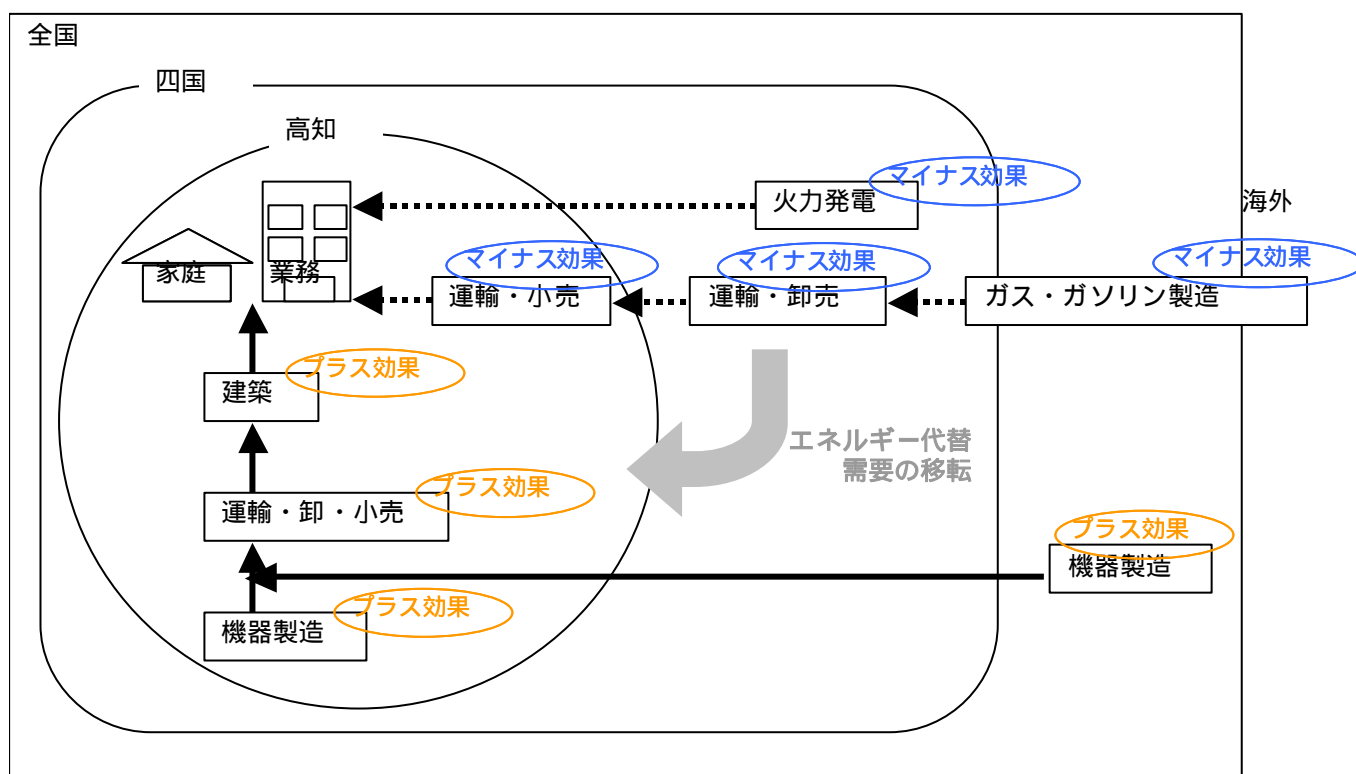 全国
四国
高知
マイナス効果
火力発電
海外
マイナス効果
マイナス効果
マイナス効果
家庭
業務
運輸・小売
運輸・卸売
ガス・ガソリン製造
プラス効果
建築
エネルギー代替
需要の移転
プラス効果
運輸・卸・小売
プラス効果
機器製造
プラス効果
機器製造